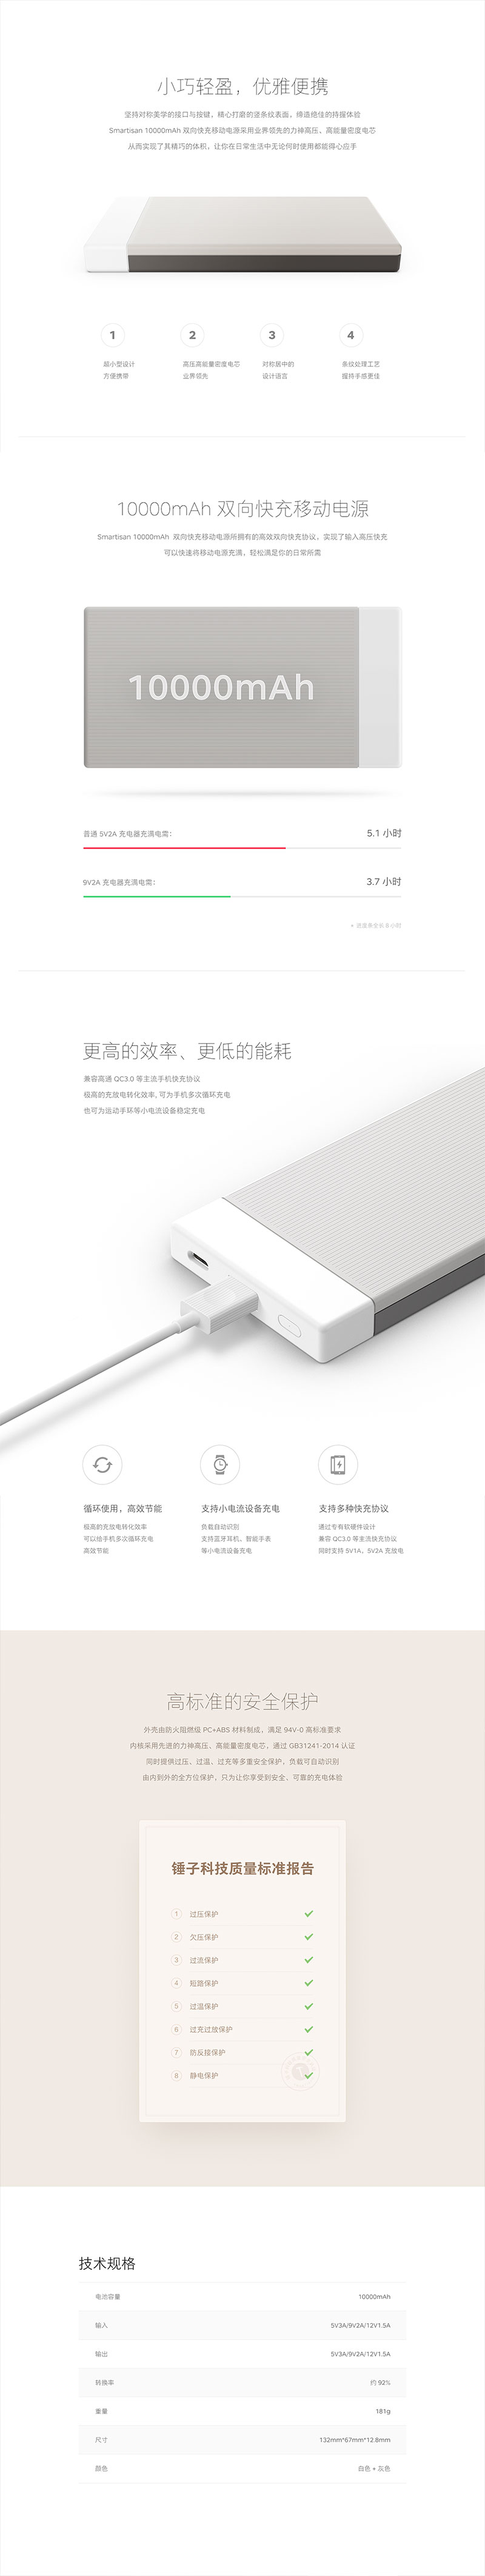 小巧轻盈，优雅便携
坚持对称美学的接口与按键，精心打磨的竖条纹表面，缔造绝佳的持握体验
Smartisan 10000mAh 双向快充移动电源采用业界领先的力神高压、高能量密度电芯
从而实现了其精巧的体积，让你在日常生活中无论何时使用都能得心应手
1
2
3
4
超小型设计
方便携带
高压高能量密度电芯
业界领先
对称居中的
设计语言
条纹处理工艺
握持手感更佳
10000mAh 双向快充移动电源
Smartisan 10000mAh 双向快充移动电源所拥有的高效双向快充协议，实现了输入高压快充
可以快速将移动电源充满，轻松满足你的日常所需
10000mAh
普通 5V2A 充电器充满电需：
5.1 小时
9V2A 充电器充满电需：
3.7 小时
* 进度条全长 8 小时
更高的效率、更低的能耗
兼容高通 QC3.0 等主流手机快充协议
极高的充放电转化效率，可为手机多次循环充电
也可为运动手环等小电流设备稳定充电
循环使用，高效节能
极高的充放电转化效率
可以给手机多次循环充电
高效节能
支持小电流设备充电
负载自动识别
支持蓝牙耳机、智能手表
等小电流设备充电
支持多种快充协议
通过专有软硬件设计
兼容 QC3.0 等主流快充协议
同时支持 5V1A、5V2A 充放电
高标准的安全保护
外壳由防火阻燃级 PC+ABS 材料制成，满足 94V-0 高标准要求
内核采用先进的力神高压、高能量密度电芯，通过 GB31241-2014 认证
同时提供过压、过温、过充等多重安全保护，负载可自动识别
由内到外的全方位保护，只为让你享受到安全、可靠的充电体验
锤子科技质量标准报告
1 过压保护
2 欠压保护
3 过流保护
4 短路保护
5 过温保护
6 过充过放保护
7 防反接保护
8 静电保护
技术规格
电池容量 10000mAh
输入 5V3A/9V2A/12V1.5A
输出 5V3A/9V2A/12V1.5A
转换率 约 92%
重量 181g
尺寸 132mm*67mm*12.8mm
颜色 白色 + 灰色